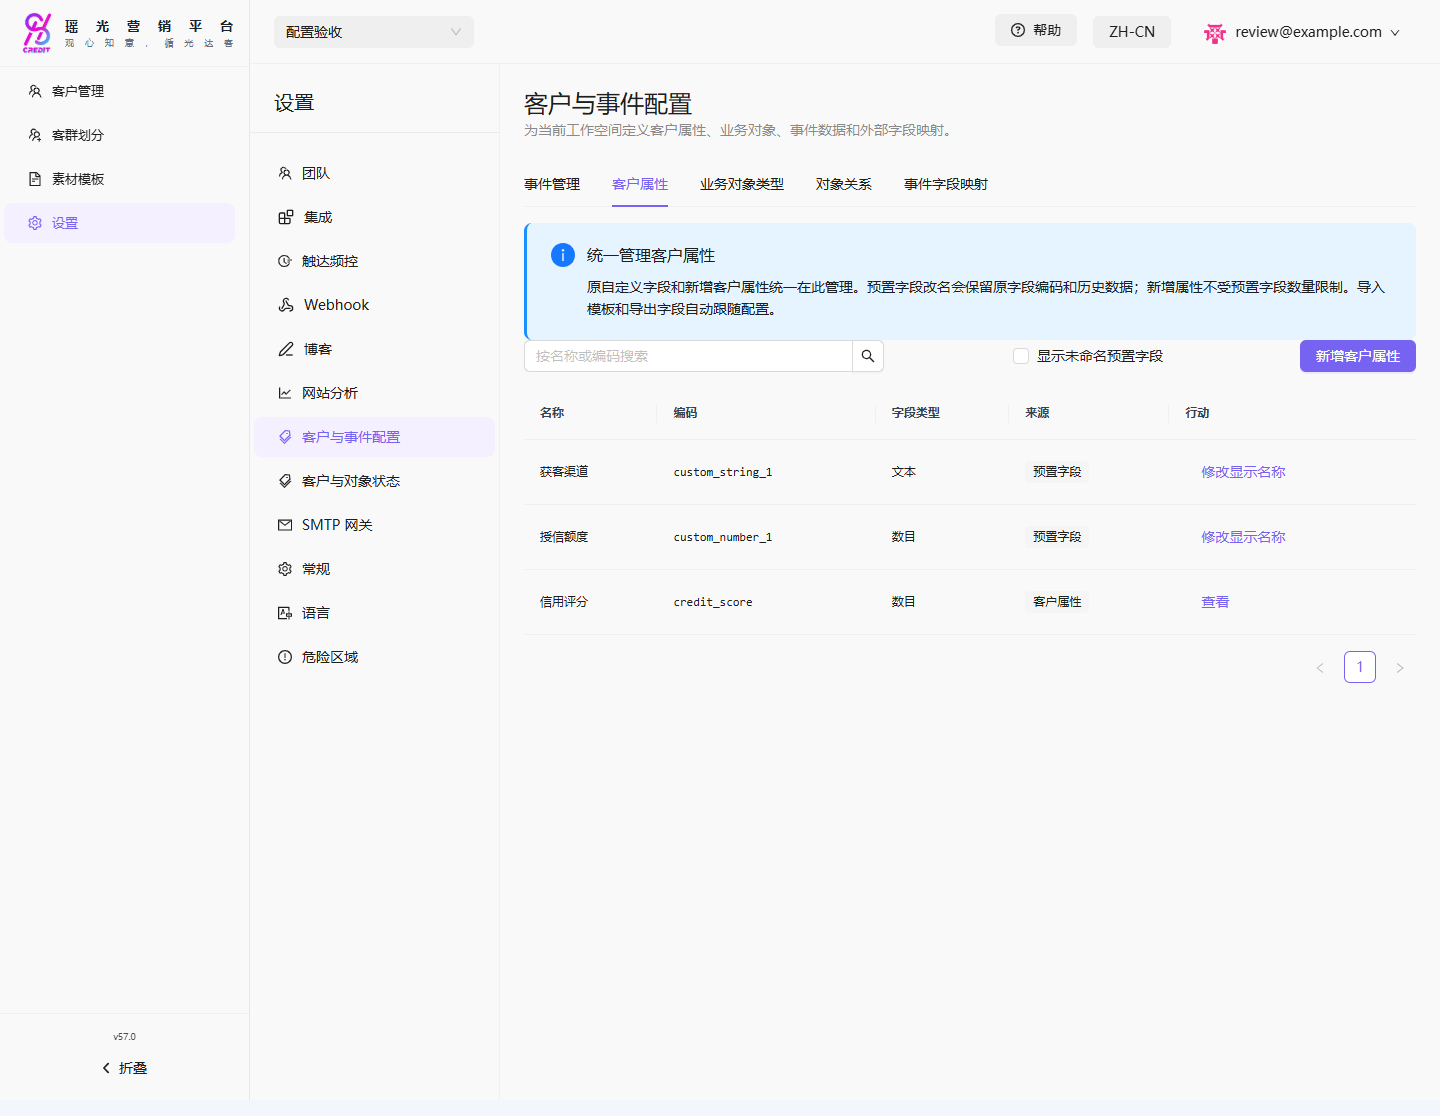 瑶光营销平台
观心知意，循光达客
CREDIT
配置验收
帮助
ZH-CN
review@example.com
客户管理
客群划分
素材模板
设置
v57.0
折叠
设置
团队
集成
触达频控
Webhook
博客
网站分析
客户与事件配置
客户与对象状态
SMTP 网关
常规
语言
危险区域
客户与事件配置
为当前工作空间定义客户属性、业务对象、事件数据和外部字段映射。
事件管理 客户属性 业务对象类型 对象关系 事件字段映射
统一管理客户属性
原自定义字段和新增客户属性统一在此管理。预置字段改名会保留原字段编码和历史数据；新增属性不受预置字段数量限制。导入
模板和导出字段自动跟随配置。
按名称或编码搜索
显示未命名预置字段
新增客户属性
名称 编码 字段类型 来源 行动
获客渠道 custom_string_1 文本 预置字段 修改显示名称
授信额度 custom_number_1 数目 预置字段 修改显示名称
信用评分 credit_score 数目 客户属性 查看
1